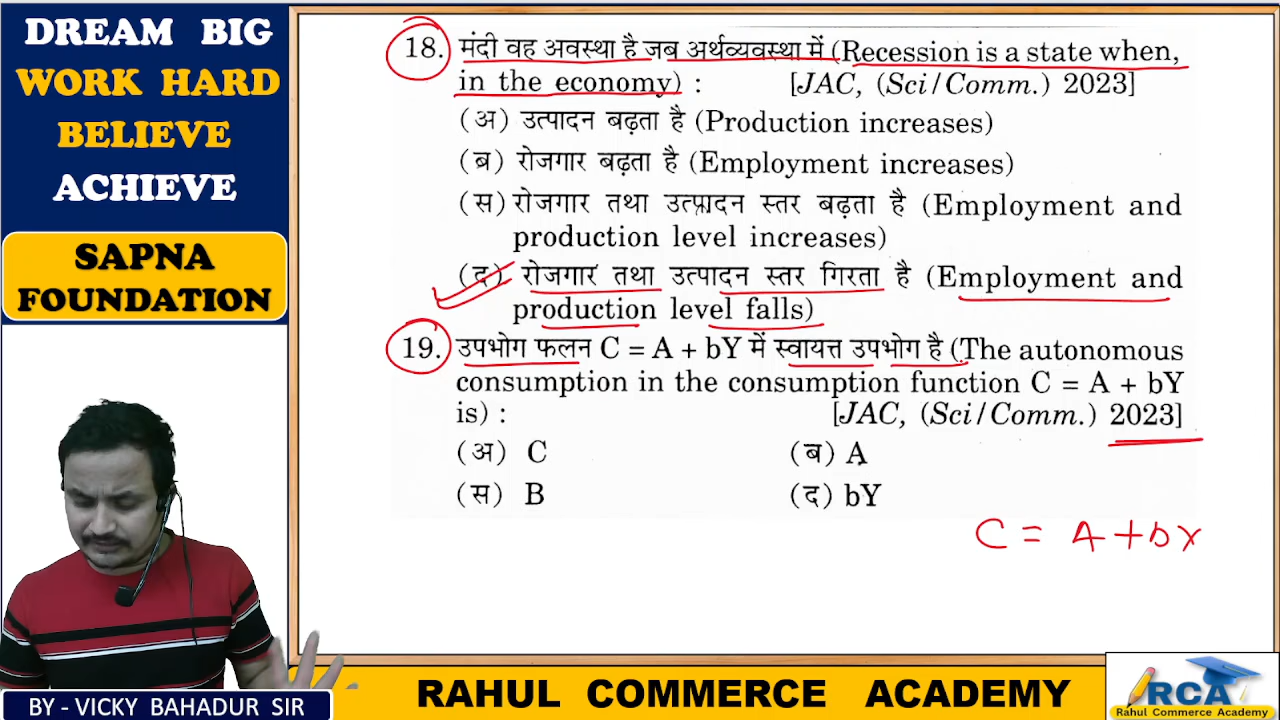 DREAM BIG
WORK HARD
BELIEVE
ACHIEVE
SAPNA
FOUNDATION
18. मंदी वह अवस्था है जब अर्थव्यवस्था में (Recession is a state when,
in the economy) : [JAC, (Sci/Comm.) 2023]
(अ) उत्पादन बढ़ता है (Production increases)
(ब) रोजगार बढ़ता है (Employment increases)
(स) रोजगार तथा उत्पादन स्तर बढ़ता है (Employment and
production level increases)
(द) रोजगार तथा उत्पादन स्तर गिरता है (Employment and
production level falls)
19. उपभोग फलन C = A + bY में स्वायत्त उपभोग है (The autonomous
consumption in the consumption function C = A + bY
is) : [JAC, (Sci/Comm.) 2023]
(अ) C (ब) A
(स) B (द) bY
C = A + by
BY - VICKY BAHADUR SIR
RAHUL COMMERCE ACADEMY
RCA
Rahul Commerce Academy